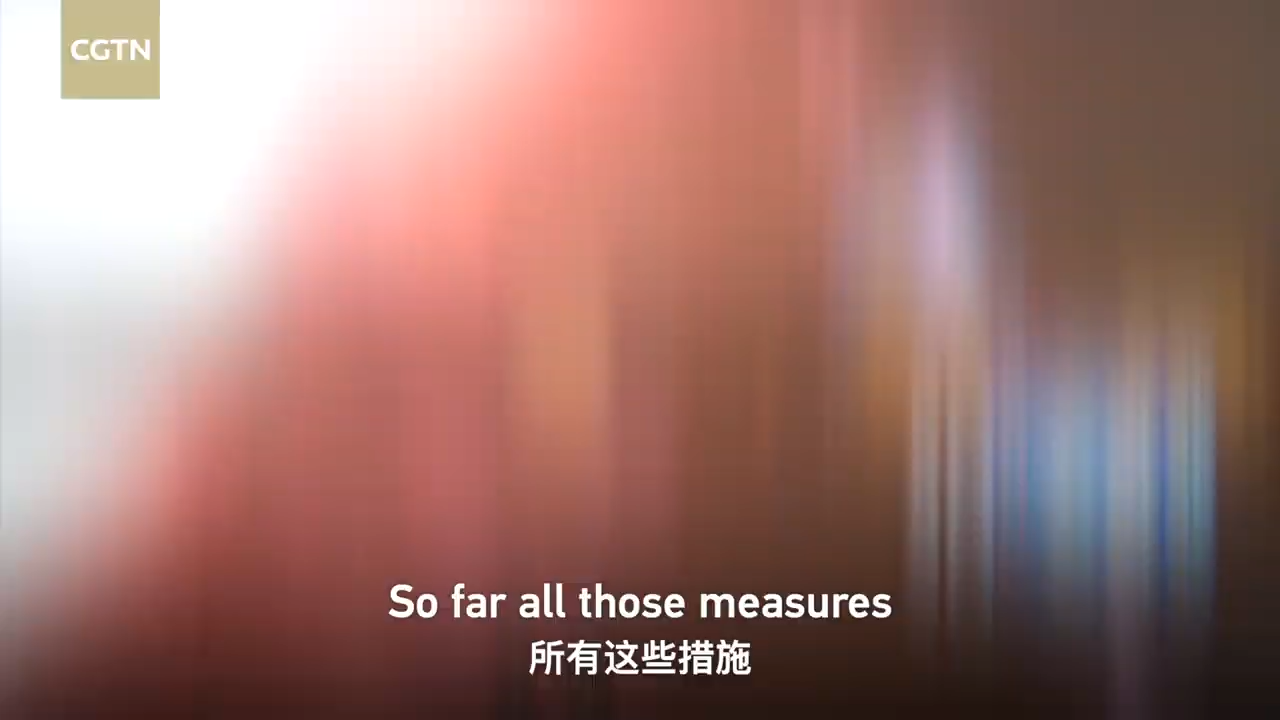 CGTN
So far all those measures
所有这些措施